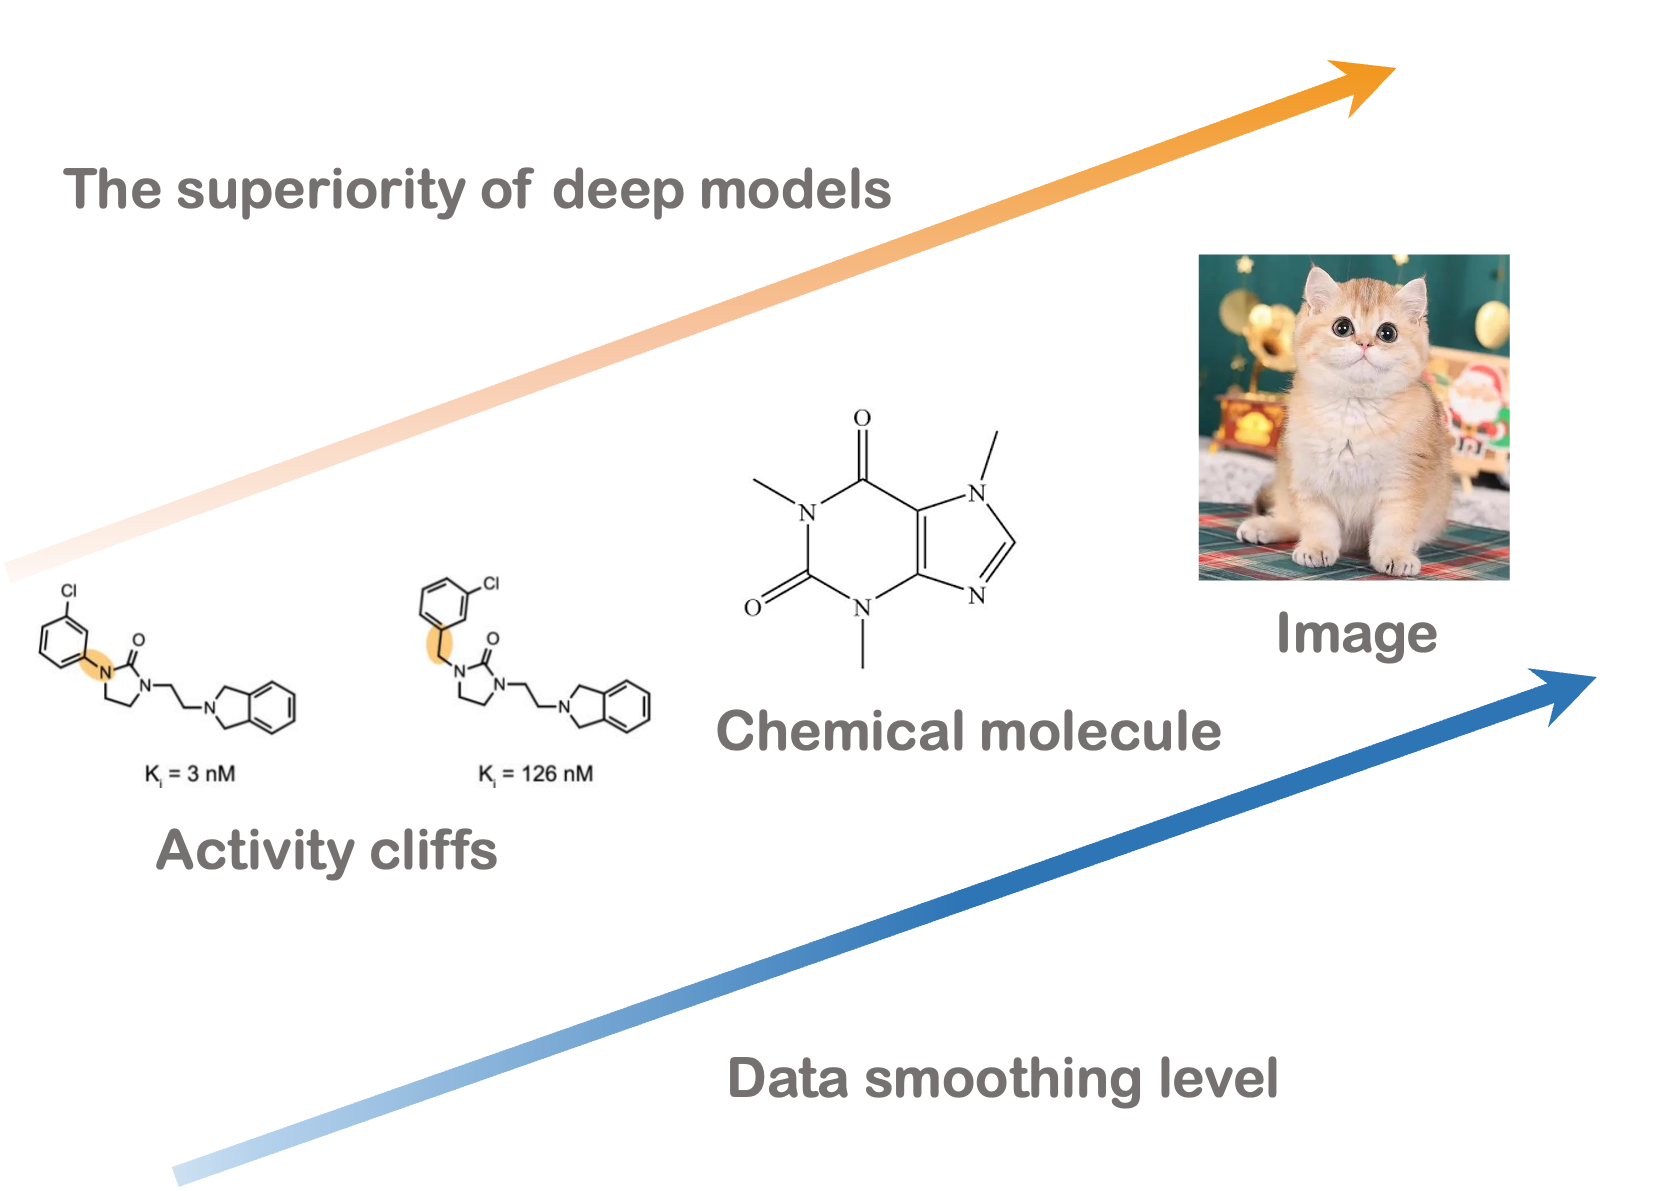 The superiority of deep models
Cl
N
O
N
N
K_i = 3 nM
Cl
N
O
N
N
K_i = 126 nM
Activity cliffs
O
N
N
O
N
N
Chemical molecule
Image
Data smoothing level